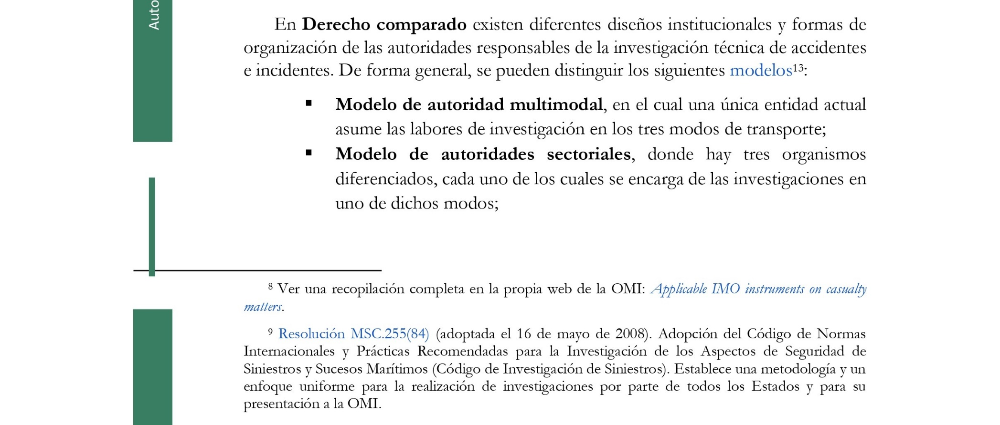 Auto
En Derecho comparado existen diferentes diseños institucionales y formas de
organización de las autoridades responsables de la investigación técnica de accidentes
e incidentes. De forma general, se pueden distinguir los siguientes modelos¹³:
▪ Modelo de autoridad multimodal, en el cual una única entidad actual
asume las labores de investigación en los tres modos de transporte;
▪ Modelo de autoridades sectoriales, donde hay tres organismos
diferenciados, cada uno de los cuales se encarga de las investigaciones en
uno de dichos modos;
⁸ Ver una recopilación completa en la propia web de la OMI: Applicable IMO instruments on casualty
matters.
⁹ Resolución MSC.255(84) (adoptada el 16 de mayo de 2008). Adopción del Código de Normas
Internacionales y Prácticas Recomendadas para la Investigación de los Aspectos de Seguridad de
Siniestros y Sucesos Marítimos (Código de Investigación de Siniestros). Establece una metodología y un
enfoque uniforme para la realización de investigaciones por parte de todos los Estados y para su
presentación a la OMI.